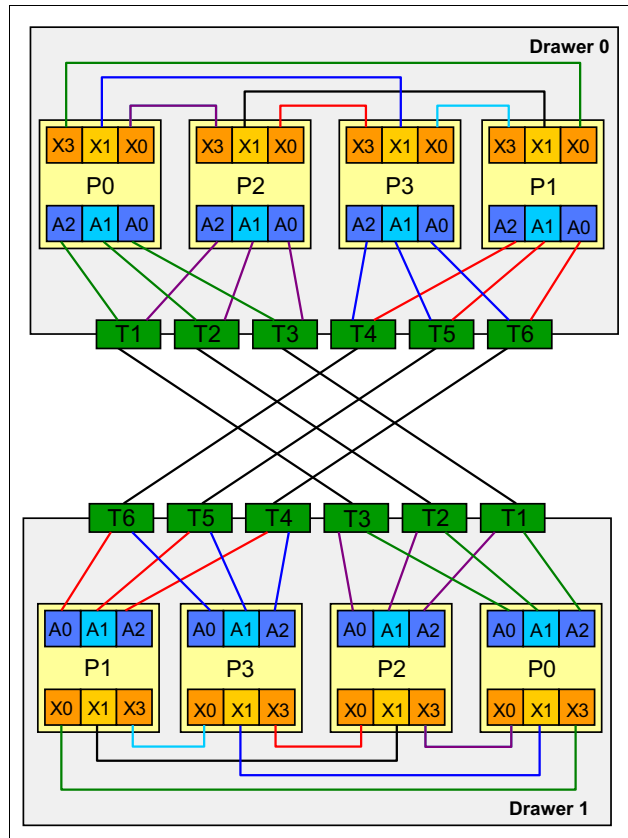 Drawer 0
X3 X1 X0 X3 X1 X0 X3 X1 X0 X3 X1 X0
P0 P2 P3 P1
A2 A1 A0 A2 A1 A0 A2 A1 A0 A2 A1 A0
T1 T2 T3 T4 T5 T6
T6 T5 T4 T3 T2 T1
A0 A1 A2 A0 A1 A2 A0 A1 A2 A0 A1 A2
P1 P3 P2 P0
X0 X1 X3 X0 X1 X3 X0 X1 X3 X0 X1 X3
Drawer 1